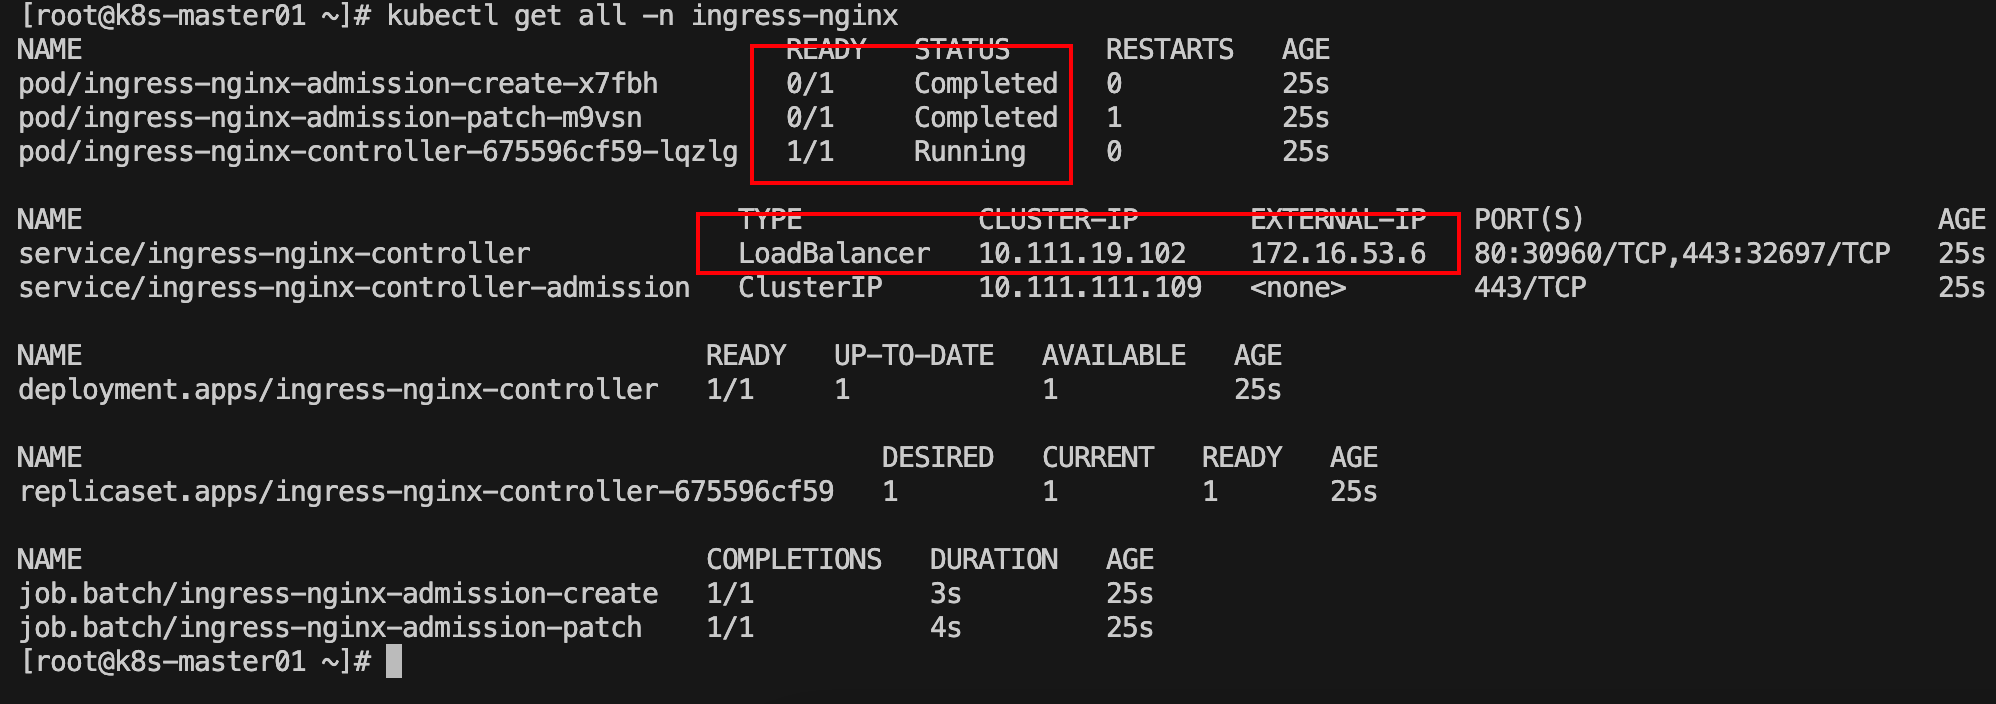 [root@k8s-master01 ~]# kubectl get all -n ingress-nginx
NAME READY STATUS RESTARTS AGE
pod/ingress-nginx-admission-create-x7fbh 0/1 Completed 0 25s
pod/ingress-nginx-admission-patch-m9vsn 0/1 Completed 1 25s
pod/ingress-nginx-controller-675596cf59-lqzlg 1/1 Running 0 25s
NAME TYPE CLUSTER-IP EXTERNAL-IP PORT(S) AGE
service/ingress-nginx-controller LoadBalancer 10.111.19.102 172.16.53.6 80:30960/TCP,443:32697/TCP 25s
service/ingress-nginx-controller-admission ClusterIP 10.111.111.109 <none> 443/TCP 25s
NAME READY UP-TO-DATE AVAILABLE AGE
deployment.apps/ingress-nginx-controller 1/1 1 1 25s
NAME DESIRED CURRENT READY AGE
replicaset.apps/ingress-nginx-controller-675596cf59 1 1 1 25s
NAME COMPLETIONS DURATION AGE
job.batch/ingress-nginx-admission-create 1/1 3s 25s
job.batch/ingress-nginx-admission-patch 1/1 4s 25s
[root@k8s-master01 ~]#